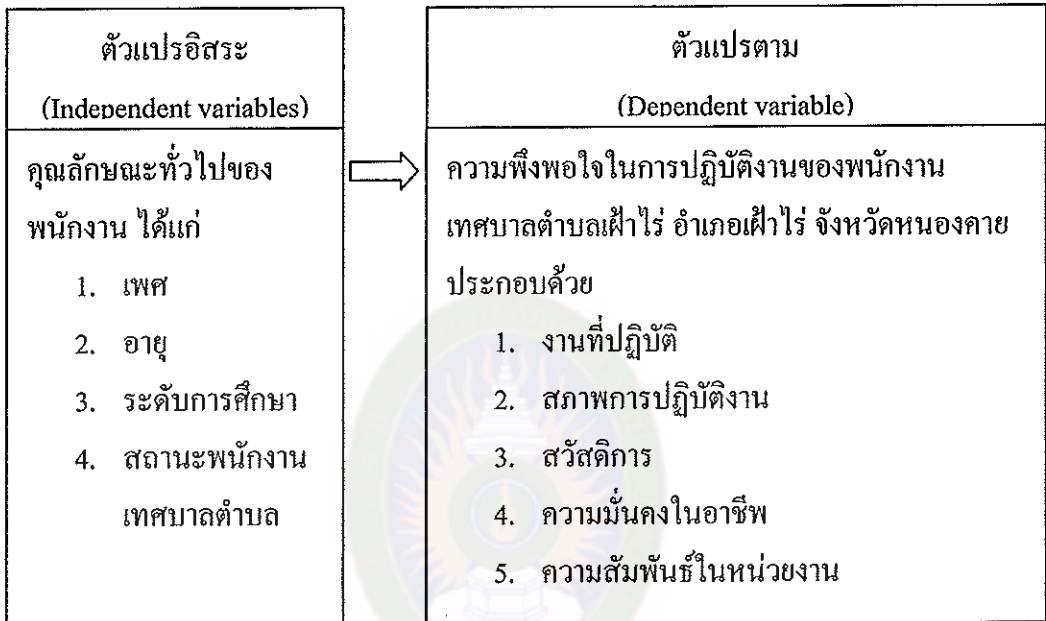 ตัวแปรอิสระ
(Independent variables)
คุณลักษณะทั่วไปของ
พนักงาน ได้แก่
1. เพศ
2. อายุ
3. ระดับการศึกษา
4. สถานะพนักงาน
เทศบาลตำบล
ตัวแปรตาม
(Dependent variable)
ความพึงพอใจในการปฏิบัติงานของพนักงาน
เทศบาลตำบลเฝ้าไร่ อำเภอเฝ้าไร่ จังหวัดหนองคาย
ประกอบด้วย
1. งานที่ปฏิบัติ
2. สภาพการปฏิบัติงาน
3. สวัสดิการ
4. ความมั่นคงในอาชีพ
5. ความสัมพันธ์ในหน่วยงาน